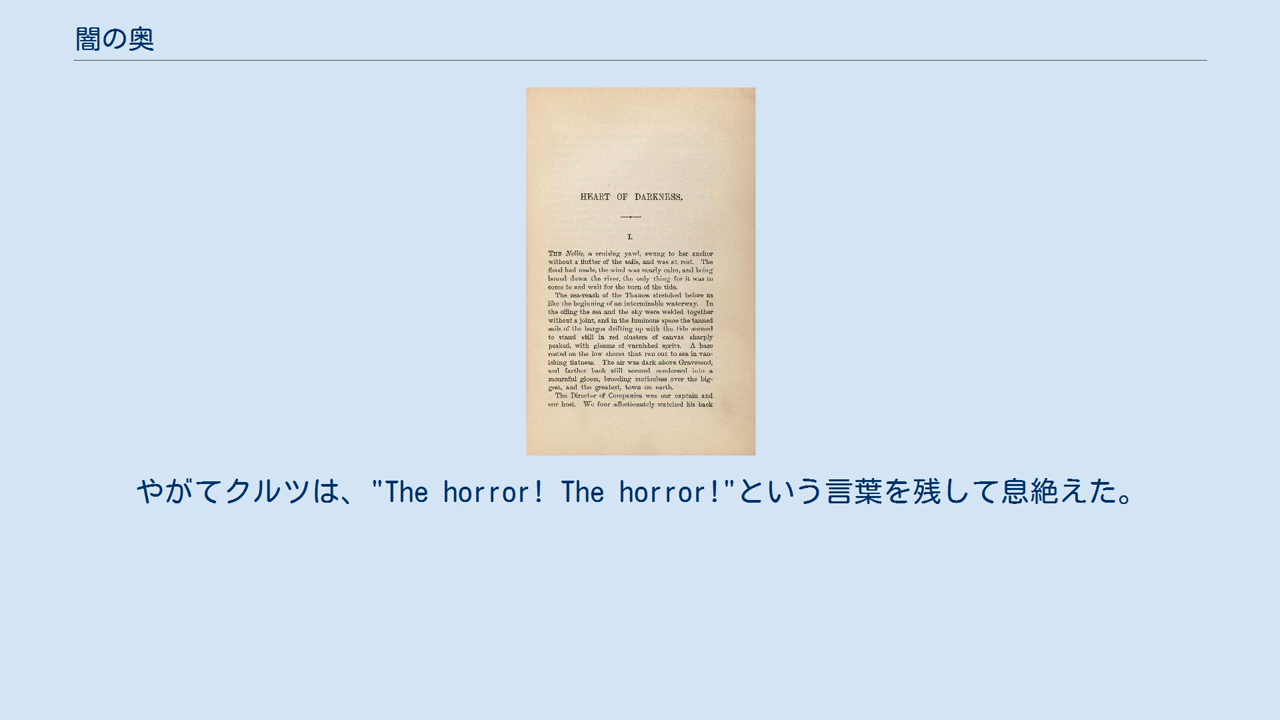 闇の奥
HEART OF DARKNESS.
I.
THE Nellie, a cruising yawl, swung to her anchor
without a flutter of the sails, and was at rest. The
flood had made, the wind was nearly calm, and being
bound down the river, the only thing for it was to
come to and wait for the turn of the tide.
The sea-reach of the Thames stretched before us
like the beginning of an interminable waterway. In
the offing the sea and the sky were welded together
without a joint, and in the luminous space the tanned
sails of the barges drifting up with the tide seemed
to stand still in red clusters of canvas sharply
peaked, with gleams of varnished sprits. A haze
rested on the low shores that ran out to sea in van-
ishing flatness. The air was dark above Gravesend,
and farther back still seemed condensed into a
mournful gloom, brooding motionless over the big-
gest, and the greatest, town on earth.
The Director of Companies was our captain and
our host. We four affectionately watched his back
やがてクルツは、"The horror! The horror!"という言葉を残して息絶えた。